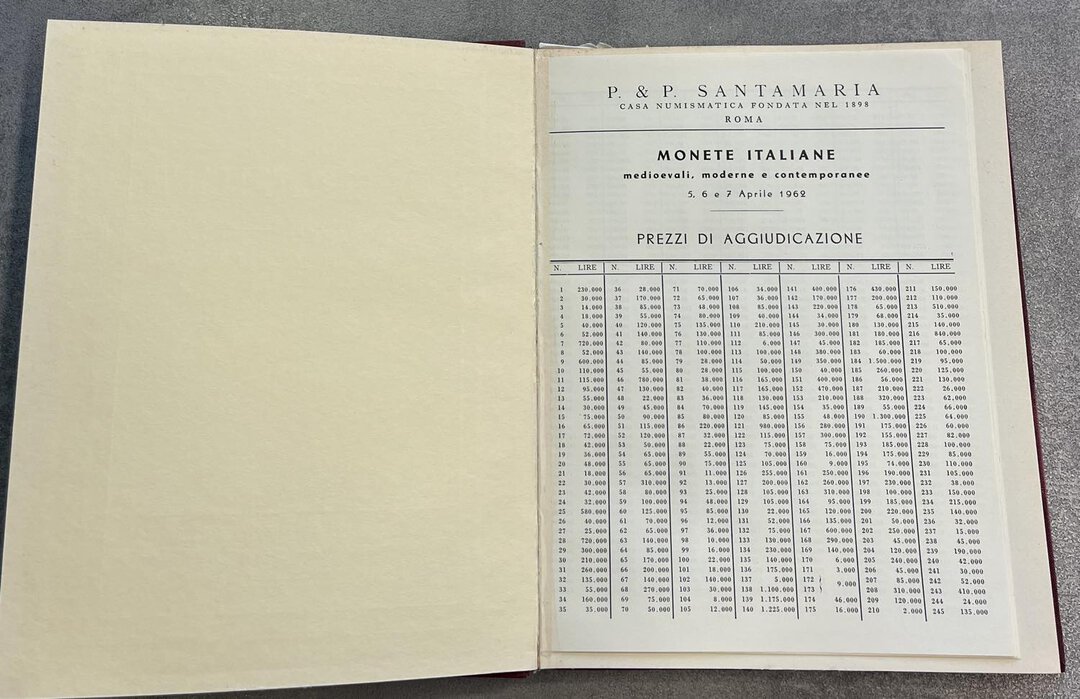 P. & P. SANTAMARIA
CASA NUMISMATICA FONDATA NEL 1898
ROMA
MONETE ITALIANE
medioevali, moderne e contemporanee
5, 6 e 7 Aprile 1962
PREZZI DI AGGIUDICAZIONE
N. LIRE N. LIRE N. LIRE N. LIRE N. LIRE N. LIRE N. LIRE
1 230.000 36 28.000 71 70.000 106 34.000 141 400.000 176 430.000 211 150.000
2 30.000 37 170.000 72 65.000 107 36.000 142 170.000 177 200.000 212 110.000
3 14.000 38 85.000 73 48.000 108 85.000 143 220.000 178 65.000 213 510.000
4 18.000 39 55.000 74 80.000 109 40.000 144 34.000 179 68.000 214 35.000
5 40.000 40 120.000 75 135.000 110 210.000 145 30.000 180 130.000 215 140.000
6 52.000 41 140.000 76 130.000 111 85.000 146 300.000 181 180.000 216 840.000
7 720.000 42 80.000 77 110.000 112 6.000 147 45.000 182 185.000 217 65.000
8 52.000 43 140.000 78 100.000 113 100.000 148 380.000 183 60.000 218 100.000
9 600.000 44 85.000 79 28.000 114 50.000 149 350.000 184 1.500.000 219 95.000
10 110.000 45 55.000 80 28.000 115 100.000 150 40.000 185 260.000 220 125.000
11 115.000 46 780.000 81 38.000 116 165.000 151 400.000 186 56.000 221 130.000
12 95.000 47 130.000 82 40.000 117 165.000 152 470.000 187 210.000 222 26.000
13 55.000 48 22.000 83 36.000 118 130.000 153 210.000 188 320.000 223 62.000
14 30.000 49 45.000 84 70.000 119 145.000 154 35.000 189 55.000 224 66.000
15 75.000 50 90.000 85 80.000 120 85.000 155 48.000 190 1.300.000 225 64.000
16 65.000 51 115.000 86 220.000 121 980.000 156 280.000 191 175.000 226 60.000
17 72.000 52 120.000 87 32.000 122 115.000 157 300.000 192 155.000 227 82.000
18 42.000 53 50.000 88 22.000 123 75.000 158 75.000 193 185.000 228 100.000
19 36.000 54 65.000 89 55.000 124 70.000 159 16.000 194 175.000 229 85.000
20 48.000 55 65.000 90 75.000 125 105.000 160 9.000 195 74.000 230 110.000
21 18.000 56 65.000 91 11.000 126 255.000 161 250.000 196 190.000 231 105.000
22 30.000 57 310.000 92 13.000 127 200.000 162 260.000 197 230.000 232 38.000
23 42.000 58 80.000 93 25.000 128 105.000 163 310.000 198 100.000 233 150.000
24 32.000 59 100.000 94 48.000 129 105.000 164 95.000 199 185.000 234 215.000
25 580.000 60 125.000 95 85.000 130 22.000 165 120.000 200 220.000 235 140.000
26 40.000 61 70.000 96 12.000 131 52.000 166 135.000 201 50.000 236 32.000
27 25.000 62 65.000 97 36.000 132 75.000 167 600.000 202 250.000 237 15.000
28 720.000 63 140.000 98 10.000 133 130.000 168 290.000 203 45.000 238 45.000
29 300.000 64 85.000 99 16.000 134 230.000 169 140.000 204 120.000 239 190.000
30 210.000 65 170.000 100 22.000 135 140.000 170 6.000 205 240.000 240 42.000
31 260.000 66 200.000 101 18.000 136 175.000 171 3.000 206 45.000 241 30.000
32 135.000 67 140.000 102 140.000 137 5.000 172 207 85.000 242 52.000
33 55.000 68 270.000 103 30.000 138 1.100.000 173 9.000 208 310.000 243 410.000
34 160.000 69 75.000 104 8.000 139 1.175.000 174 46.000 209 120.000 244 24.000
35 35.000 70 50.000 105 12.000 140 1.225.000 175 16.000 210 2.000 245 135.000